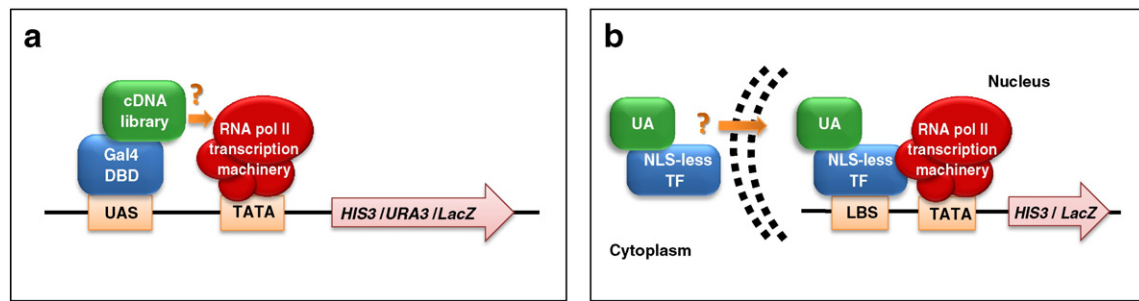 a
cDNA
library
?
Gal4
DBD
RNA pol II
transcription
machinery
UAS
TATA
HIS3 /URA3 /LacZ
b
Nucleus
UA
?
NLS-less
TF
UA
NLS-less
TF
RNA pol II
transcription
machinery
LBS
TATA
HIS3 / LacZ
Cytoplasm